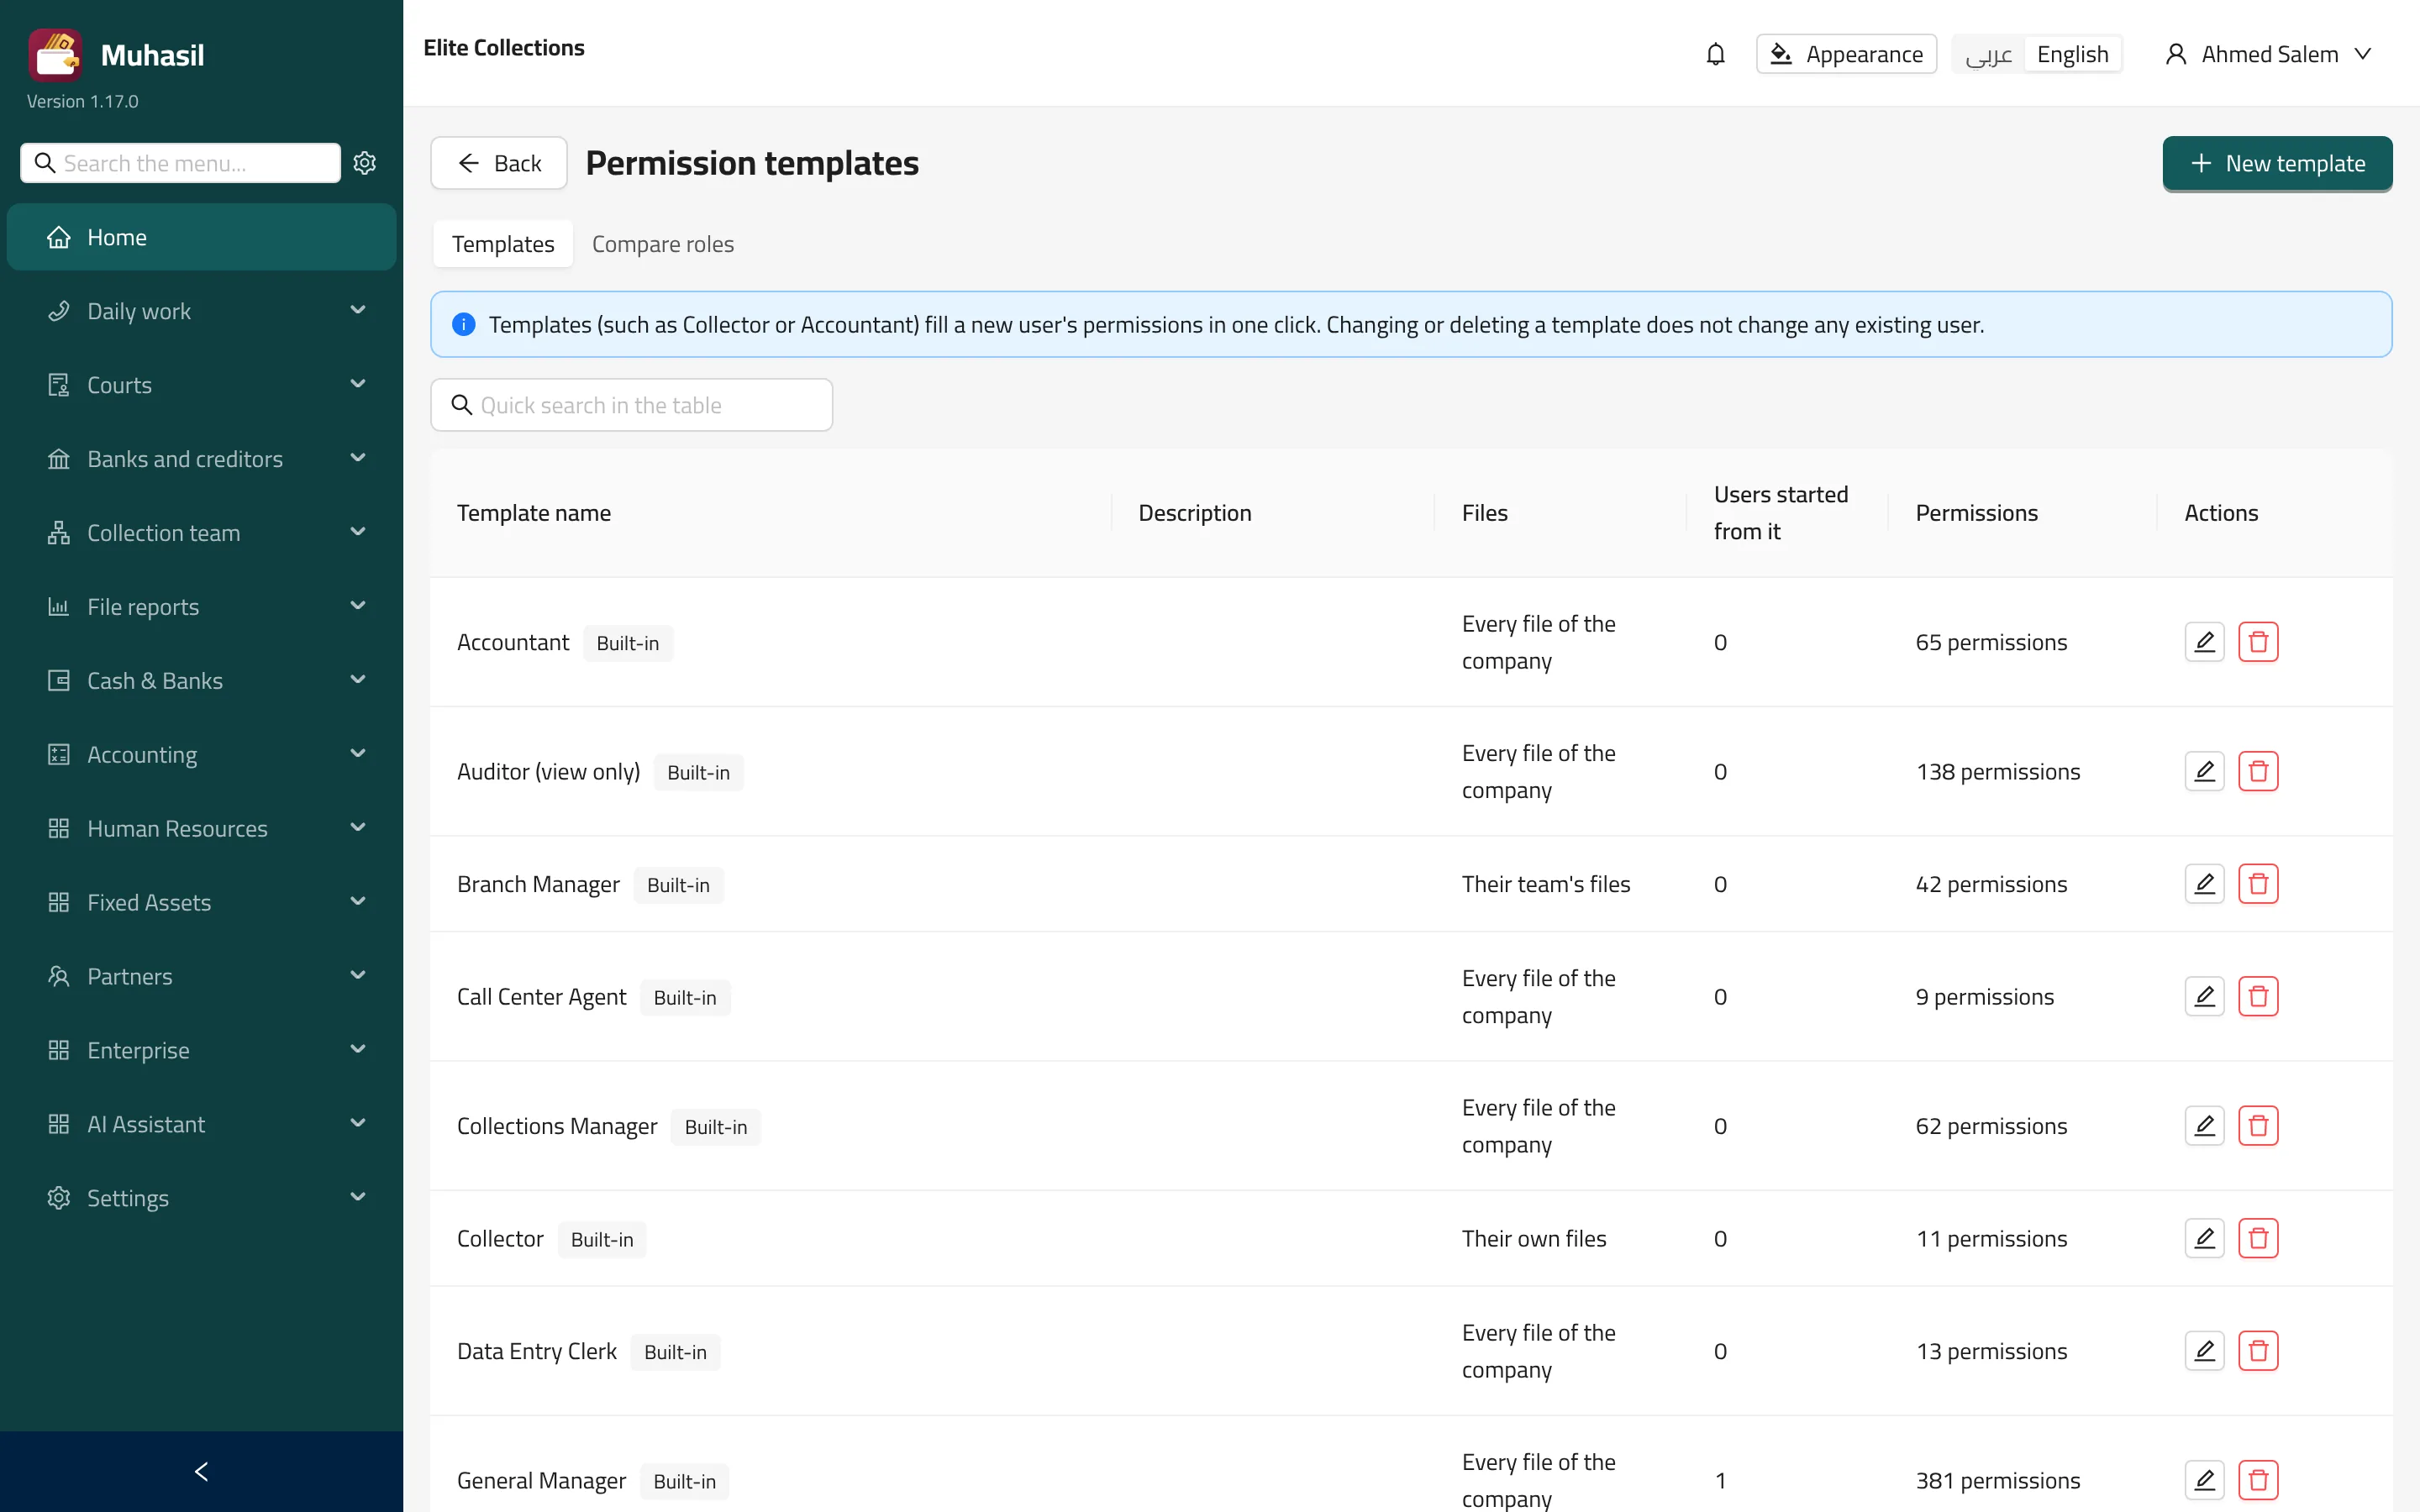 Muhasil
Version 1.17.0
Search the menu...
Home
Daily work
Courts
Banks and creditors
Collection team
File reports
Cash & Banks
Accounting
Human Resources
Fixed Assets
Partners
Enterprise
AI Assistant
Settings
Elite Collections
Appearance
عربي
English
Ahmed Salem
Back
Permission templates
New template
Templates
Compare roles
Templates (such as Collector or Accountant) fill a new user's permissions in one click. Changing or deleting a template does not change any existing user.
Quick search in the table
Template name
Description
Files
Users started
from it
Permissions
Actions
Accountant
Built-in
Every file of the
company
0
65 permissions
Auditor (view only)
Built-in
Every file of the
company
0
138 permissions
Branch Manager
Built-in
Their team's files
0
42 permissions
Call Center Agent
Built-in
Every file of the
company
0
9 permissions
Collections Manager
Built-in
Every file of the
company
0
62 permissions
Collector
Built-in
Their own files
0
11 permissions
Data Entry Clerk
Built-in
Every file of the
company
0
13 permissions
General Manager
Built-in
Every file of the
company
1
381 permissions